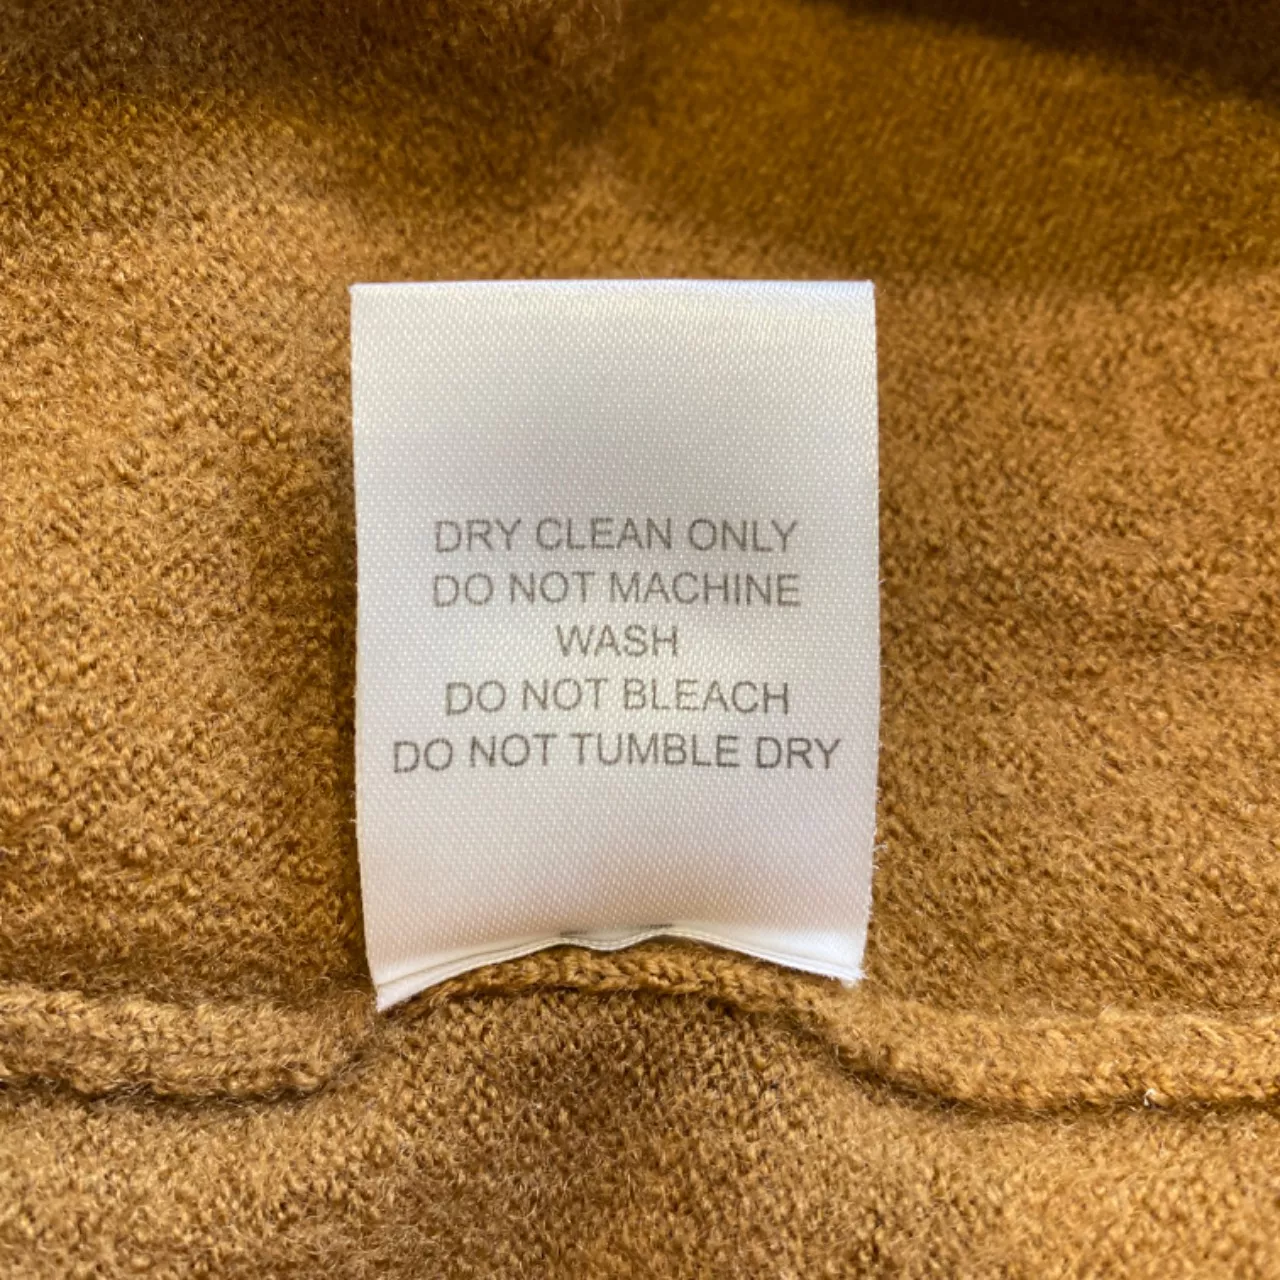 DRY CLEAN ONLY
DO NOT MACHINE
WASH
DO NOT BLEACH
DO NOT TUMBLE DRY